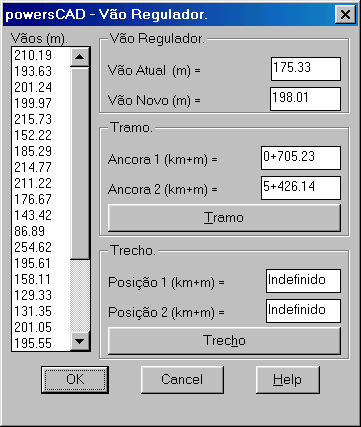 powersCAD - Vão Regulador.
Vãos (m).
210.19
193.63
201.24
199.97
215.73
152.22
185.29
214.77
211.22
176.67
143.42
86.89
254.62
195.61
158.11
129.33
131.35
201.05
195.55
Vão Regulador.
Vão Atual (m) = 175.33
Vão Novo (m) = 198.01
Tramo.
Ancora 1 (km+m) = 0+705.23
Ancora 2 (km+m) = 5+426.14
Tramo
Trecho.
Posição 1 (km+m) = Indefinido
Posição 2 (km+m) = Indefinido
Trecho
OK Cancel Help